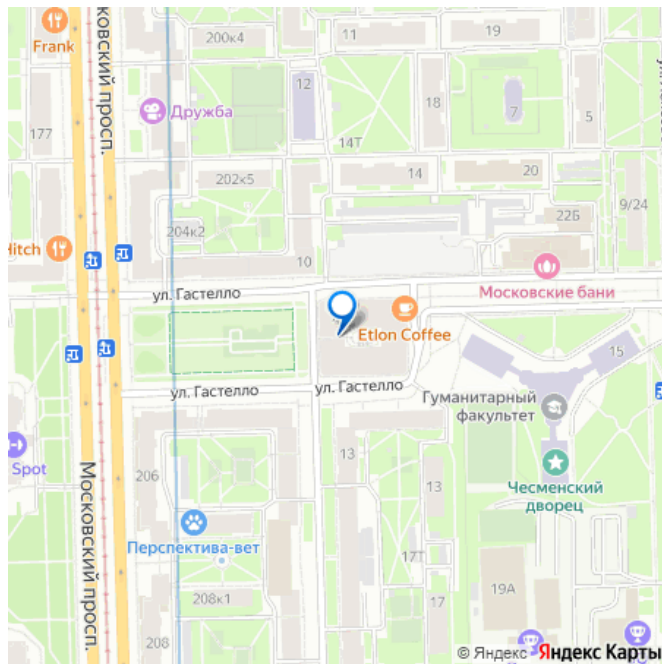 Frank
200к4
11
19
ковский просп.
Дружба
12
18
7
5
177
14Т
202к5
14
20
9/24
204к2
22Б
Hitch
10
Московские бани
ул. Гастелло
Etlon Coffee
15
ул. Гастелло
ул. Гастелло
Гуманитарный
факультет
Spot
206
13
13
Чесменский
дворец
Московский просп.
Перспектива-вет
17Т
19А
208к1
17
208
© Яндекс Яндекс Карты